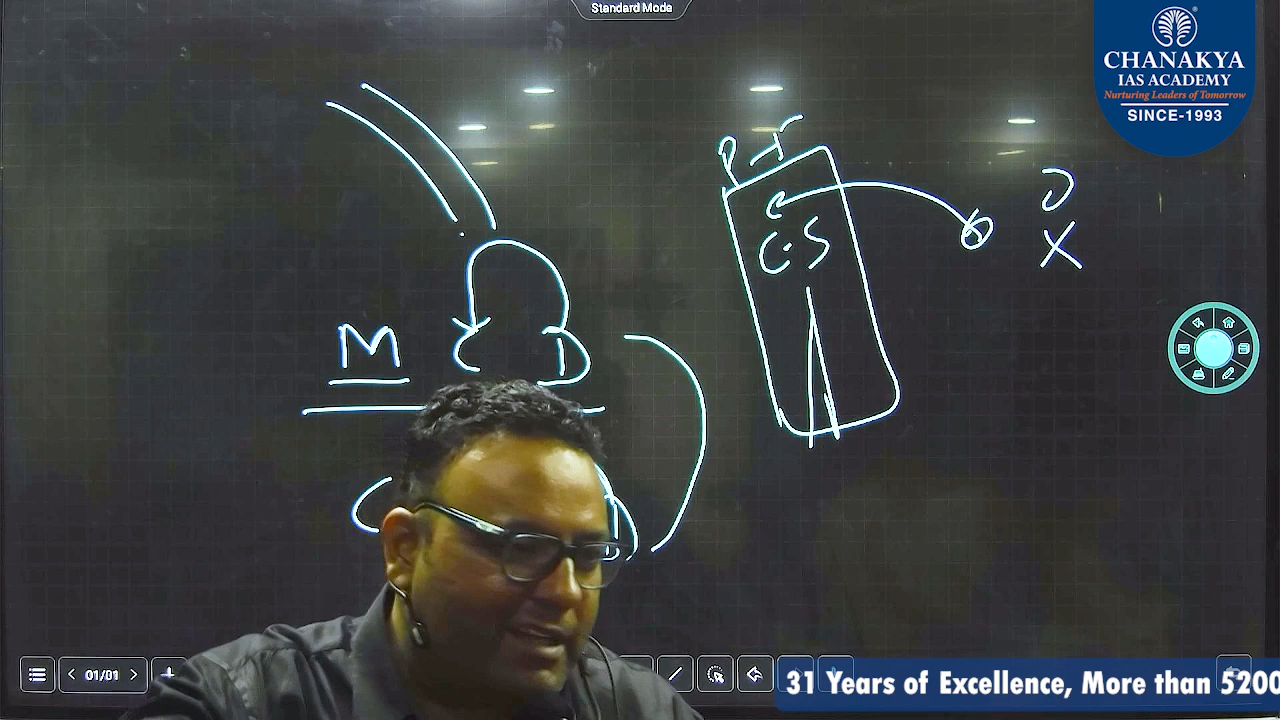 Standard Mode
CHANAKYA
IAS ACADEMY
Nurturing Leaders of Tomorrow
SINCE-1993
M
C D
C.S
X
01/01
31 Years of Excellence, More than 5200